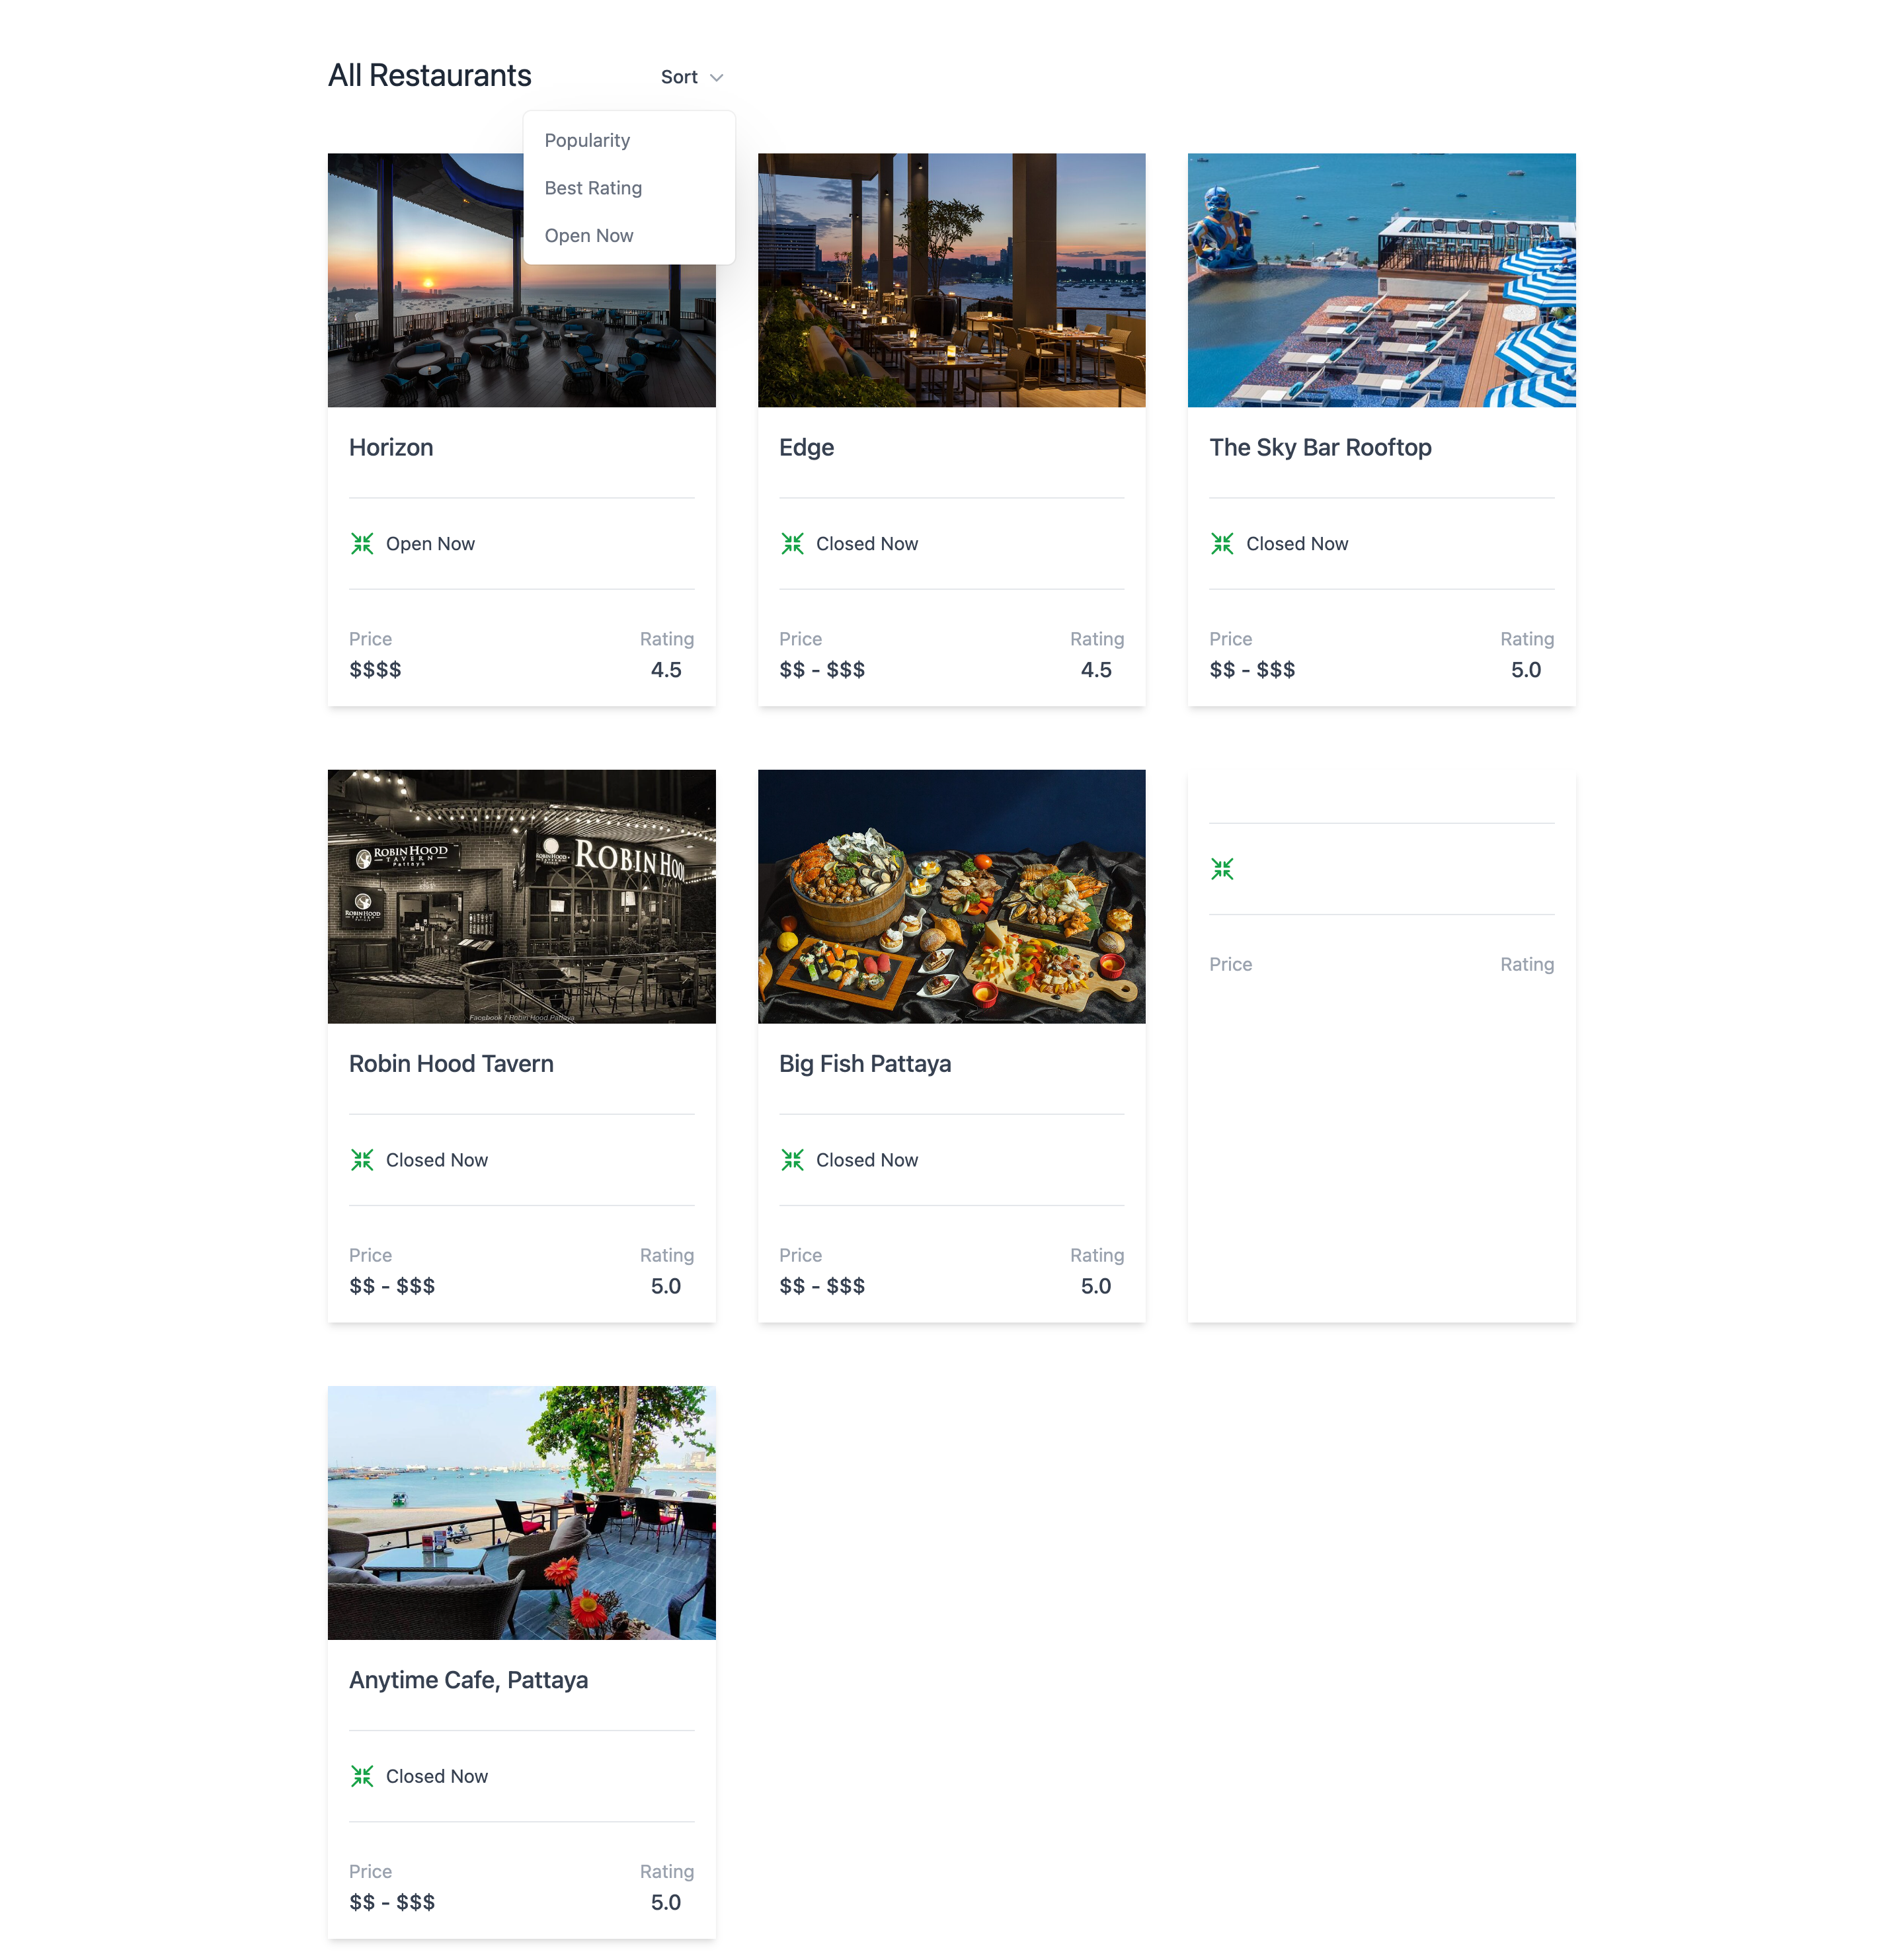 All Restaurants
Sort
Popularity
Best Rating
Open Now
Horizon
Open Now
Price
Rating
$$$$
4.5
Edge
Closed Now
Price
Rating
$$ - $$$
4.5
The Sky Bar Rooftop
Closed Now
Price
Rating
$$ - $$$
5.0
ROBIN HOOD
TAVERN
Pattaya
ROBIN HOOD
TAVERN
ROBIN HOO
Facebook / Robin Hood Pattaya
Robin Hood Tavern
Closed Now
Price
Rating
$$ - $$$
5.0
Big Fish Pattaya
Closed Now
Price
Rating
$$ - $$$
5.0
Price
Rating
Anytime Cafe, Pattaya
Closed Now
Price
Rating
$$ - $$$
5.0